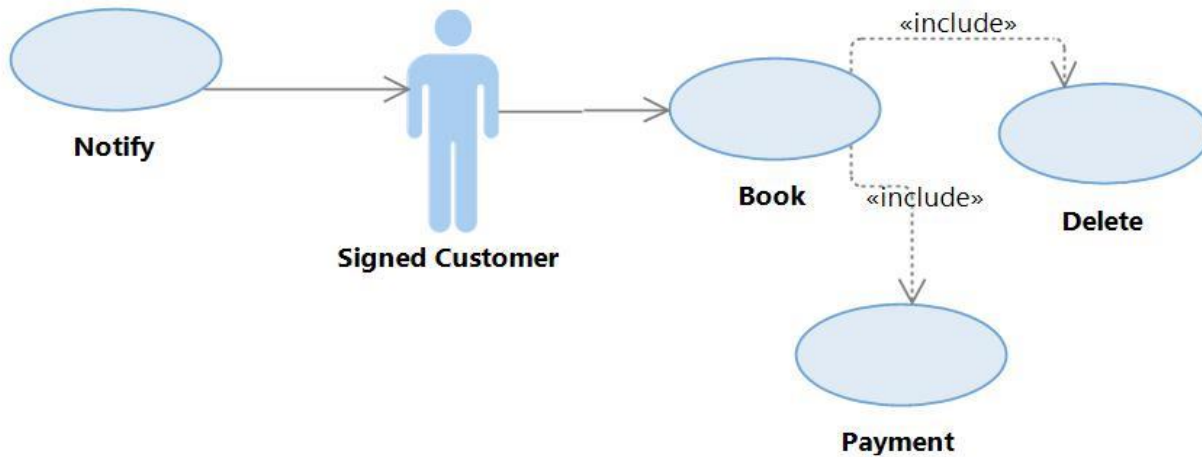 «include»
Notify
Book
«include»
Delete
Signed Customer
Payment